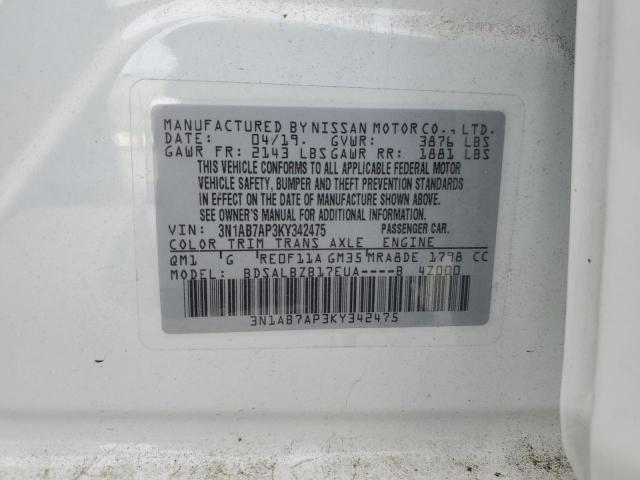 MANUFACTURED BY NISSAN MOTOR CO., LTD.
DATE: 04/19. GVWR: 3876 LBS
GAWR FR: 2143 LBS GAWR RR: 1881 LBS
THIS VEHICLE CONFORMS TO ALL APPLICABLE FEDERAL MOTOR
VEHICLE SAFETY, BUMPER AND THEFT PREVENTION STANDARDS
IN EFFECT ON THE DATE OF MANUFACTURE SHOWN ABOVE.
SEE OWNER'S MANUAL FOR ADDITIONAL INFORMATION.
VIN: 3N1AB7AP3KY342475 PASSENGER CAR.
COLOR TRIM TRANS AXLE ENGINE
QM1 G RE0F11A GM35 MRA8DE 1798 CC
MODEL: BDSALBZB17EUA----B 4Z000
3N1AB7AP3KY342475